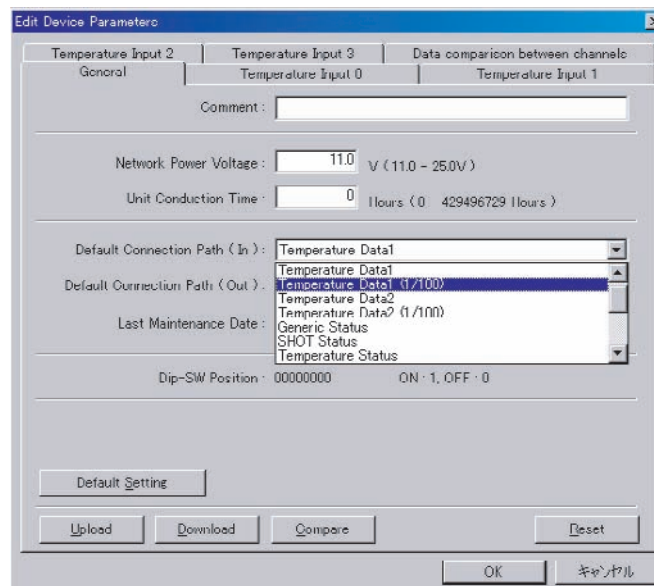 Edit Device Parameters
Temperature Input 2 Temperature Input 3 Data comparison between channels
General Temperature Input 0 Temperature Input 1
Comment :
Network Power Voltage : 11.0 V ( 11.0 - 25.0V )
Unit Conduction Time : 0 Hours ( 0 429496729 Hours )
Default Connection Path ( In ) : Temperature Data1
Temperature Data1
Default Connection Path ( Out ) : Temperature Data1 (1/100)
Temperature Data2
Temperature Data2 (1/100)
Last Maintenance Date : Generic Status
SHOT Status
Temperature Status
Dip-SW Position : 00000000 ON : 1, OFF : 0
Default Setting
Upload Download Compare Reset
OK キャンセル